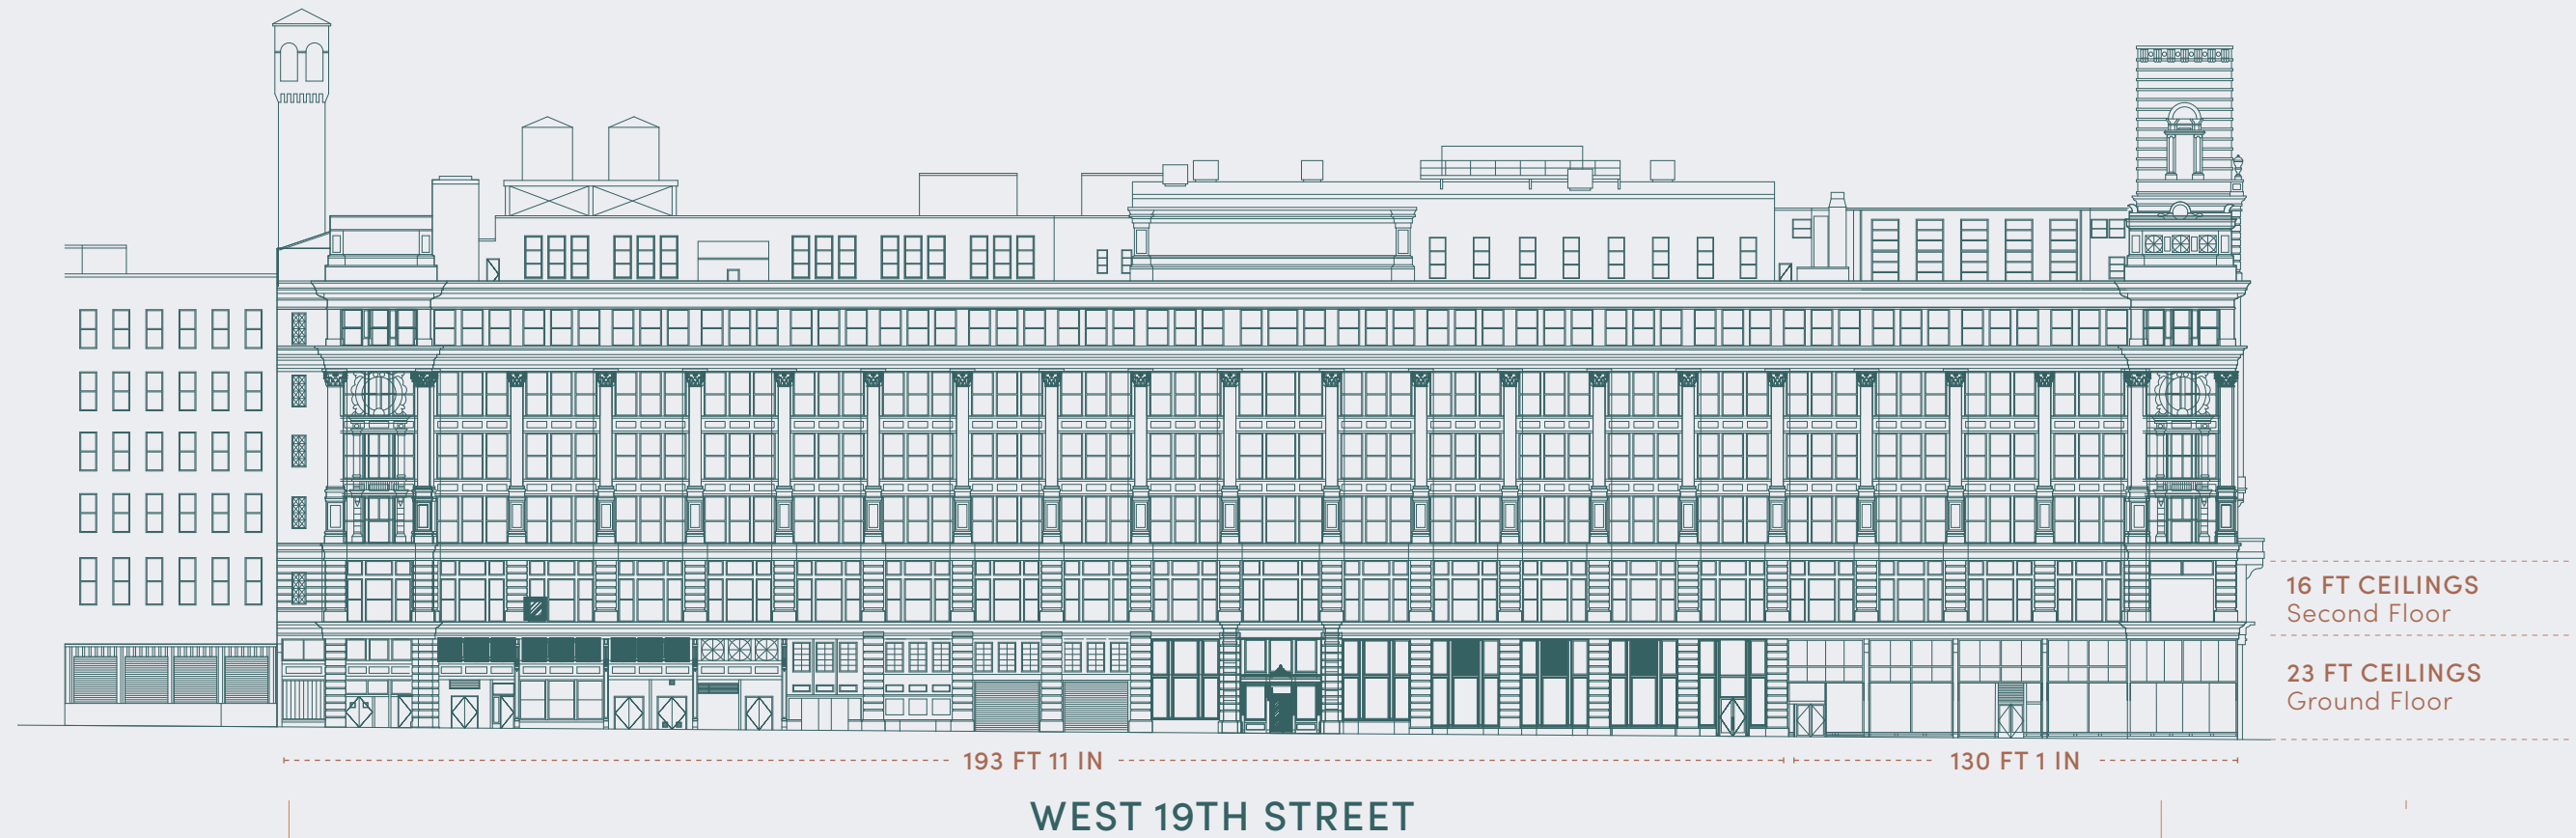 16 FT CEILINGS
Second Floor
23 FT CEILINGS
Ground Floor
193 FT 11 IN
130 FT 1 IN
WEST 19TH STREET